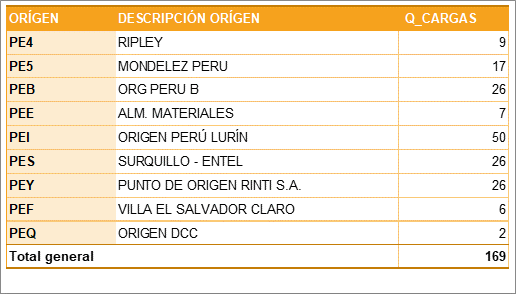 ORÍGEN DESCRIPCIÓN ORÍGEN Q_CARGAS
PE4 RIPLEY 9
PE5 MONDELEZ PERU 17
PEB ORG PERU B 26
PEE ALM. MATERIALES 7
PEI ORIGEN PERÚ LURÍN 50
PES SURQUILLO - ENTEL 26
PEY PUNTO DE ORIGEN RINTI S.A. 26
PEF VILLA EL SALVADOR CLARO 6
PEQ ORIGEN DCC 2
Total general 169